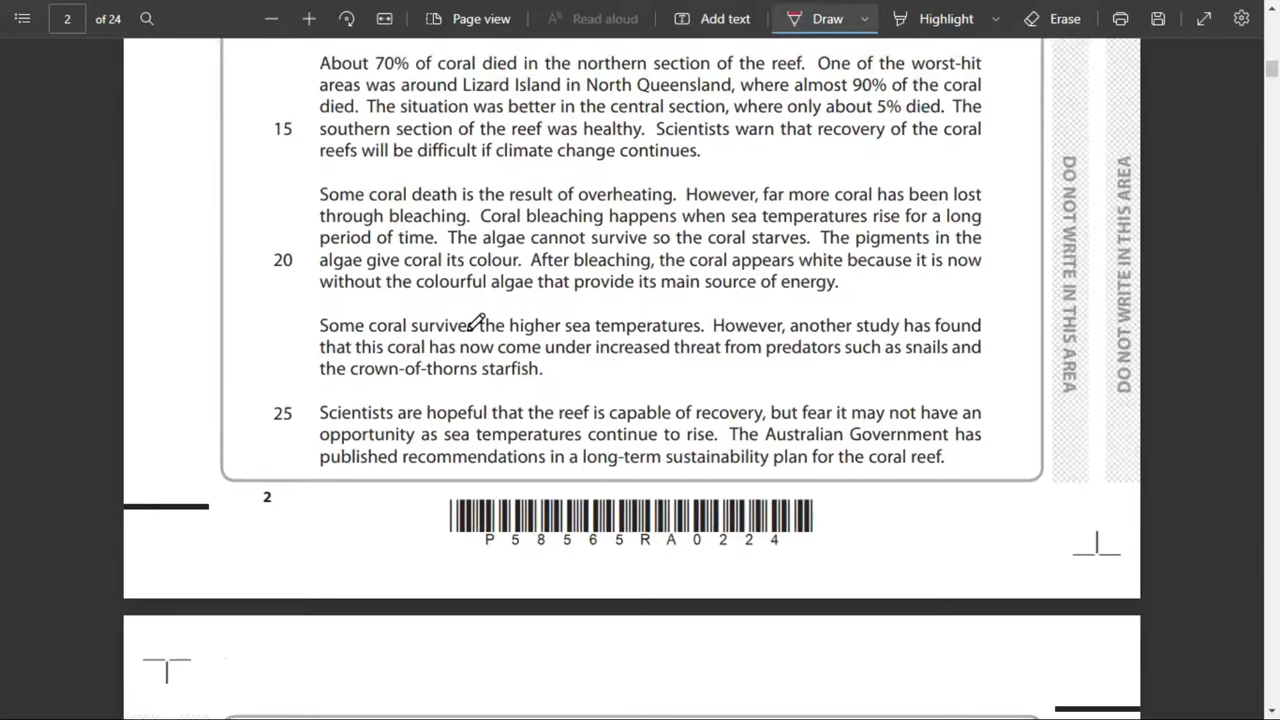 2 of 24 Page view Read aloud Add text Draw Highlight Erase
About 70% of coral died in the northern section of the reef. One of the worst-hit
areas was around Lizard Island in North Queensland, where almost 90% of the coral
died. The situation was better in the central section, where only about 5% died. The
15 southern section of the reef was healthy. Scientists warn that recovery of the coral
reefs will be difficult if climate change continues.
Some coral death is the result of overheating. However, far more coral has been lost
through bleaching. Coral bleaching happens when sea temperatures rise for a long
period of time. The algae cannot survive so the coral starves. The pigments in the
20 algae give coral its colour. After bleaching, the coral appears white because it is now
without the colourful algae that provide its main source of energy.
Some coral survives the higher sea temperatures. However, another study has found
that this coral has now come under increased threat from predators such as snails and
the crown-of-thorns starfish.
25 Scientists are hopeful that the reef is capable of recovery, but fear it may not have an
opportunity as sea temperatures continue to rise. The Australian Government has
published recommendations in a long-term sustainability plan for the coral reef.
DO NOT WRITE IN THIS AREA
DO NOT WRITE IN THIS AREA
2
P58565RA0224